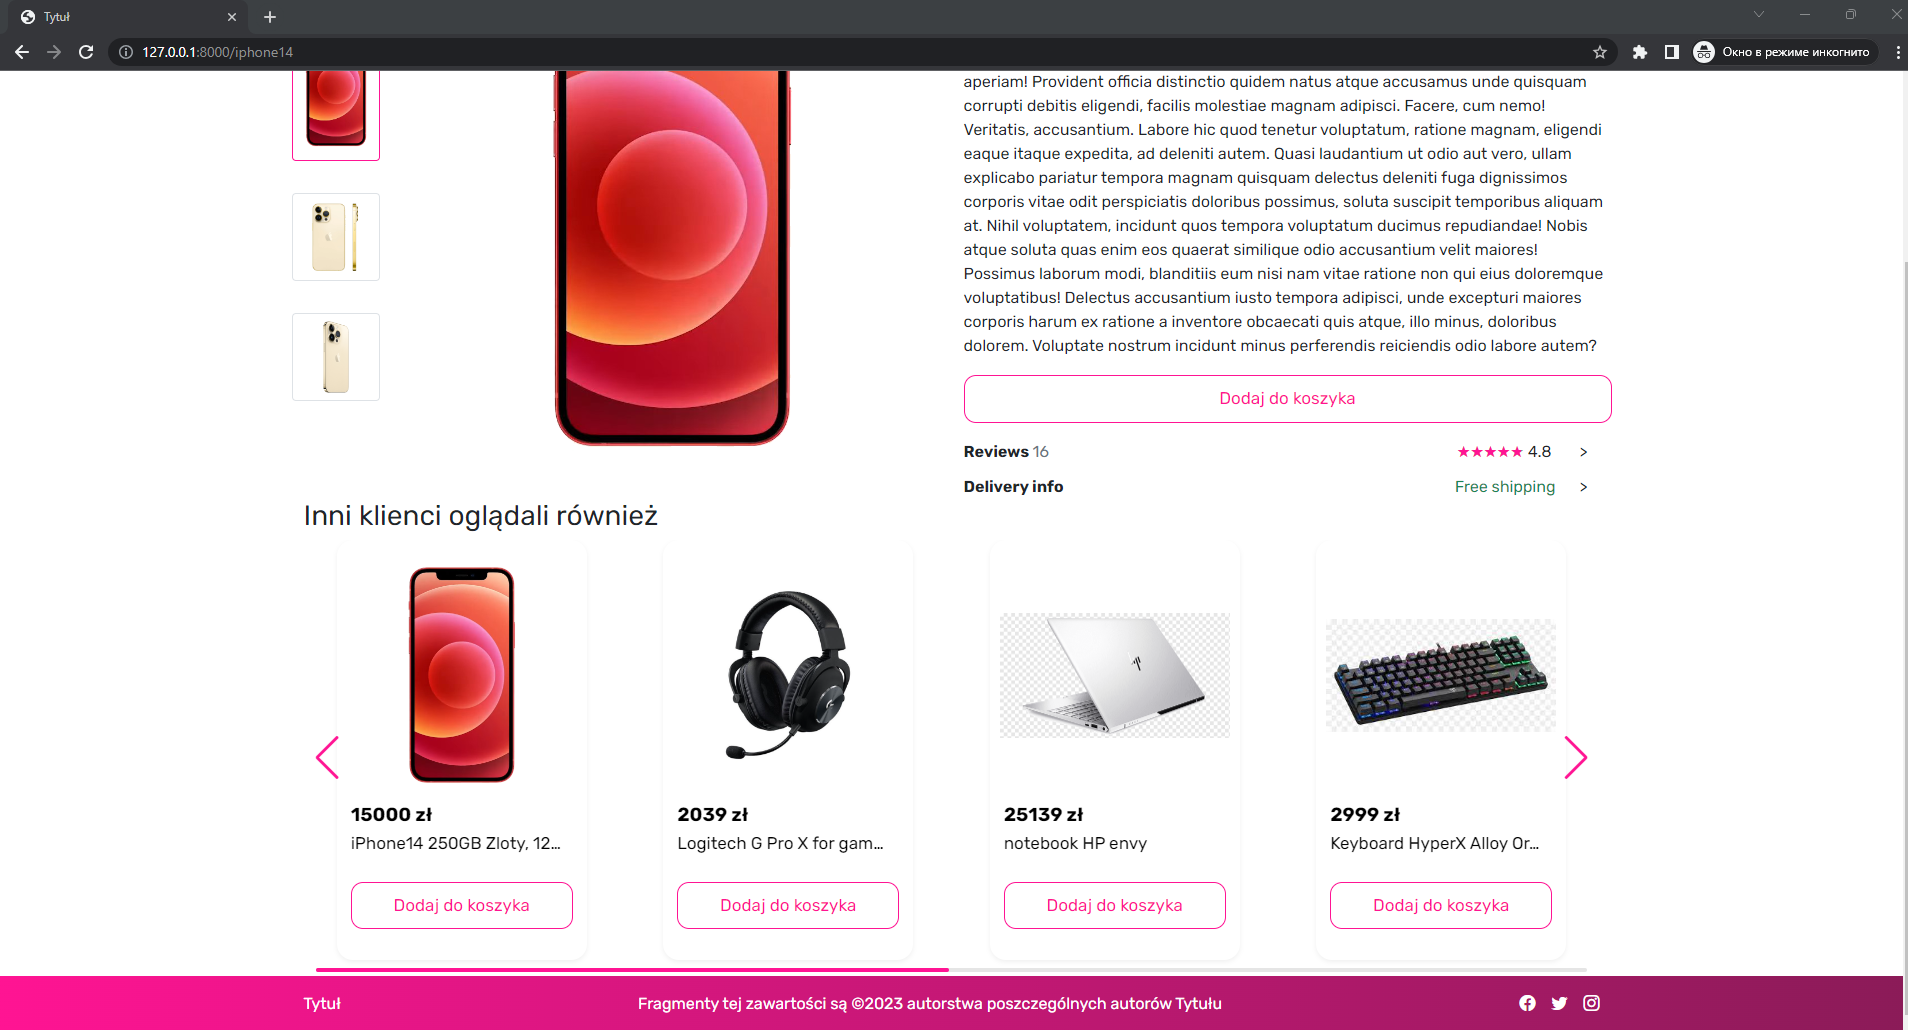 Tytuł
127.0.0.1:8000/iphone14
Окно в режиме инкогнито
aperiam! Provident officia distinctio quidem natus atque accusamus unde quisquam
corrupti debitis eligendi, facilis molestiae magnam adipisci. Facere, cum nemo!
Veritatis, accusantium. Labore hic quod tenetur voluptatum, ratione magnam, eligendi
eaque itaque expedita, ad deleniti autem. Quasi laudantium ut odio aut vero, ullam
explicabo pariatur tempora magnam quisquam delectus deleniti fuga dignissimos
corporis vitae odit perspiciatis doloribus possimus, soluta suscipit temporibus aliquam
at. Nihil voluptatem, incidunt quos tempora voluptatum ducimus repudiandae! Nobis
atque soluta quas enim eos quaerat similique odio accusantium velit maiores!
Possimus laborum modi, blanditiis eum nisi nam vitae ratione non qui eius doloremque
voluptatibus! Delectus accusantium iusto tempora adipisci, unde excepturi maiores
corporis harum ex ratione a inventore obcaecati quis atque, illo minus, doloribus
dolorem. Voluptate nostrum incidunt minus perferendis reiciendis odio labore autem?
Dodaj do koszyka
Reviews 16 ★★★★★ 4.8 >
Delivery info Free shipping >
Inni klienci oglądali również
15000 zł
iPhone14 250GB Zloty, 12...
Dodaj do koszyka
2039 zł
Logitech G Pro X for gam...
Dodaj do koszyka
25139 zł
notebook HP envy
Dodaj do koszyka
2999 zł
Keyboard HyperX Alloy Or...
Dodaj do koszyka
Tytuł
Fragmenty tej zawartości są ©2023 autorstwa poszczególnych autorów Tytułu